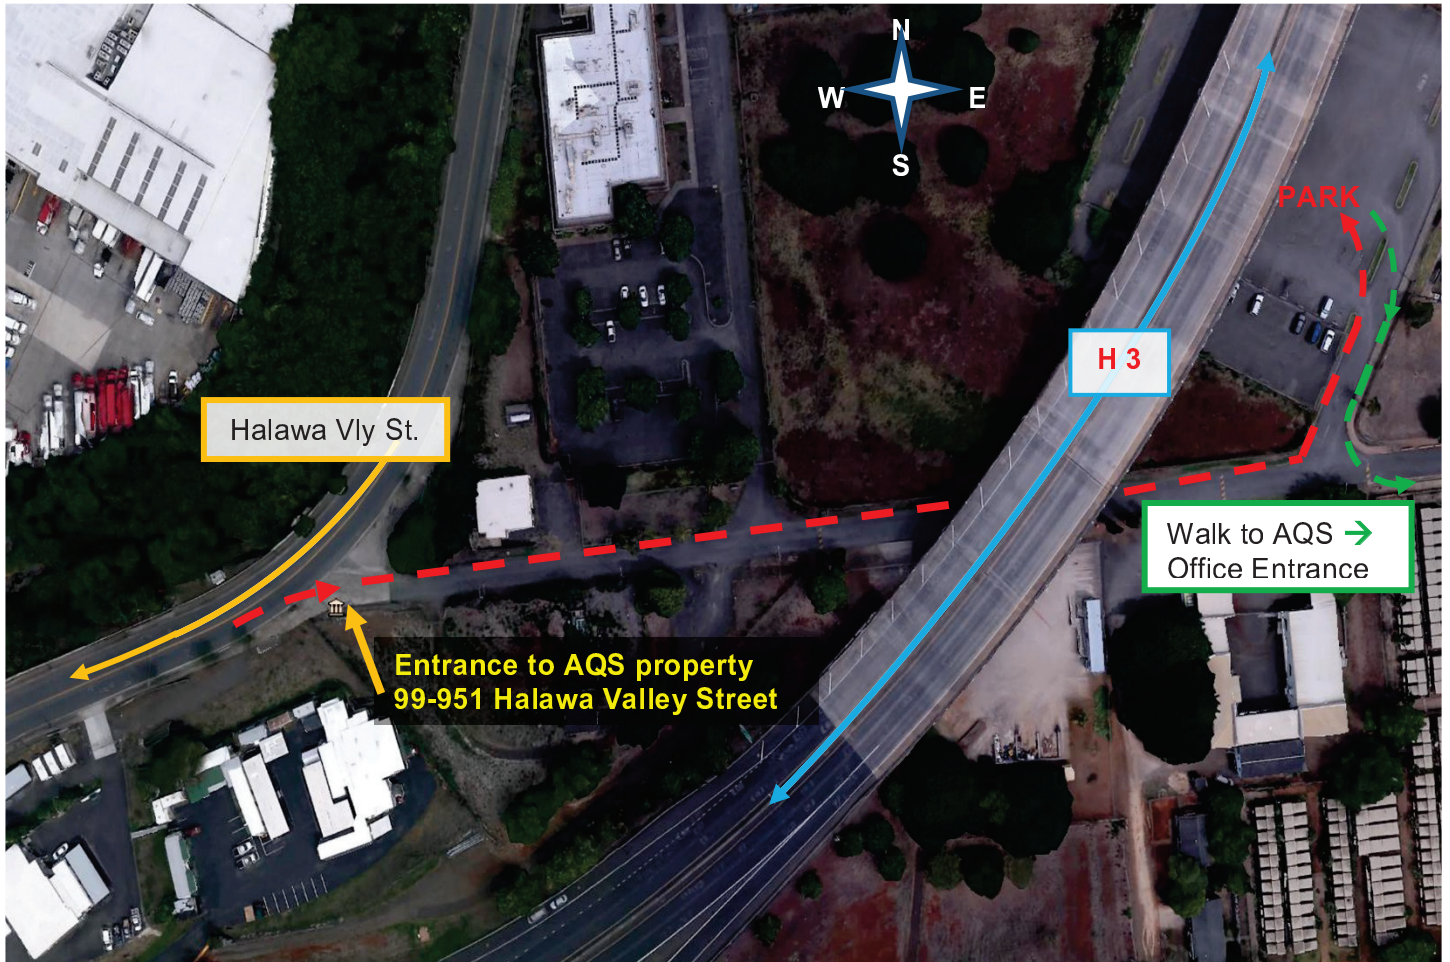 N
W E
S
PARK
H 3
Halawa Vly St.
Walk to AQS →
Office Entrance
Entrance to AQS property
99-951 Halawa Valley Street